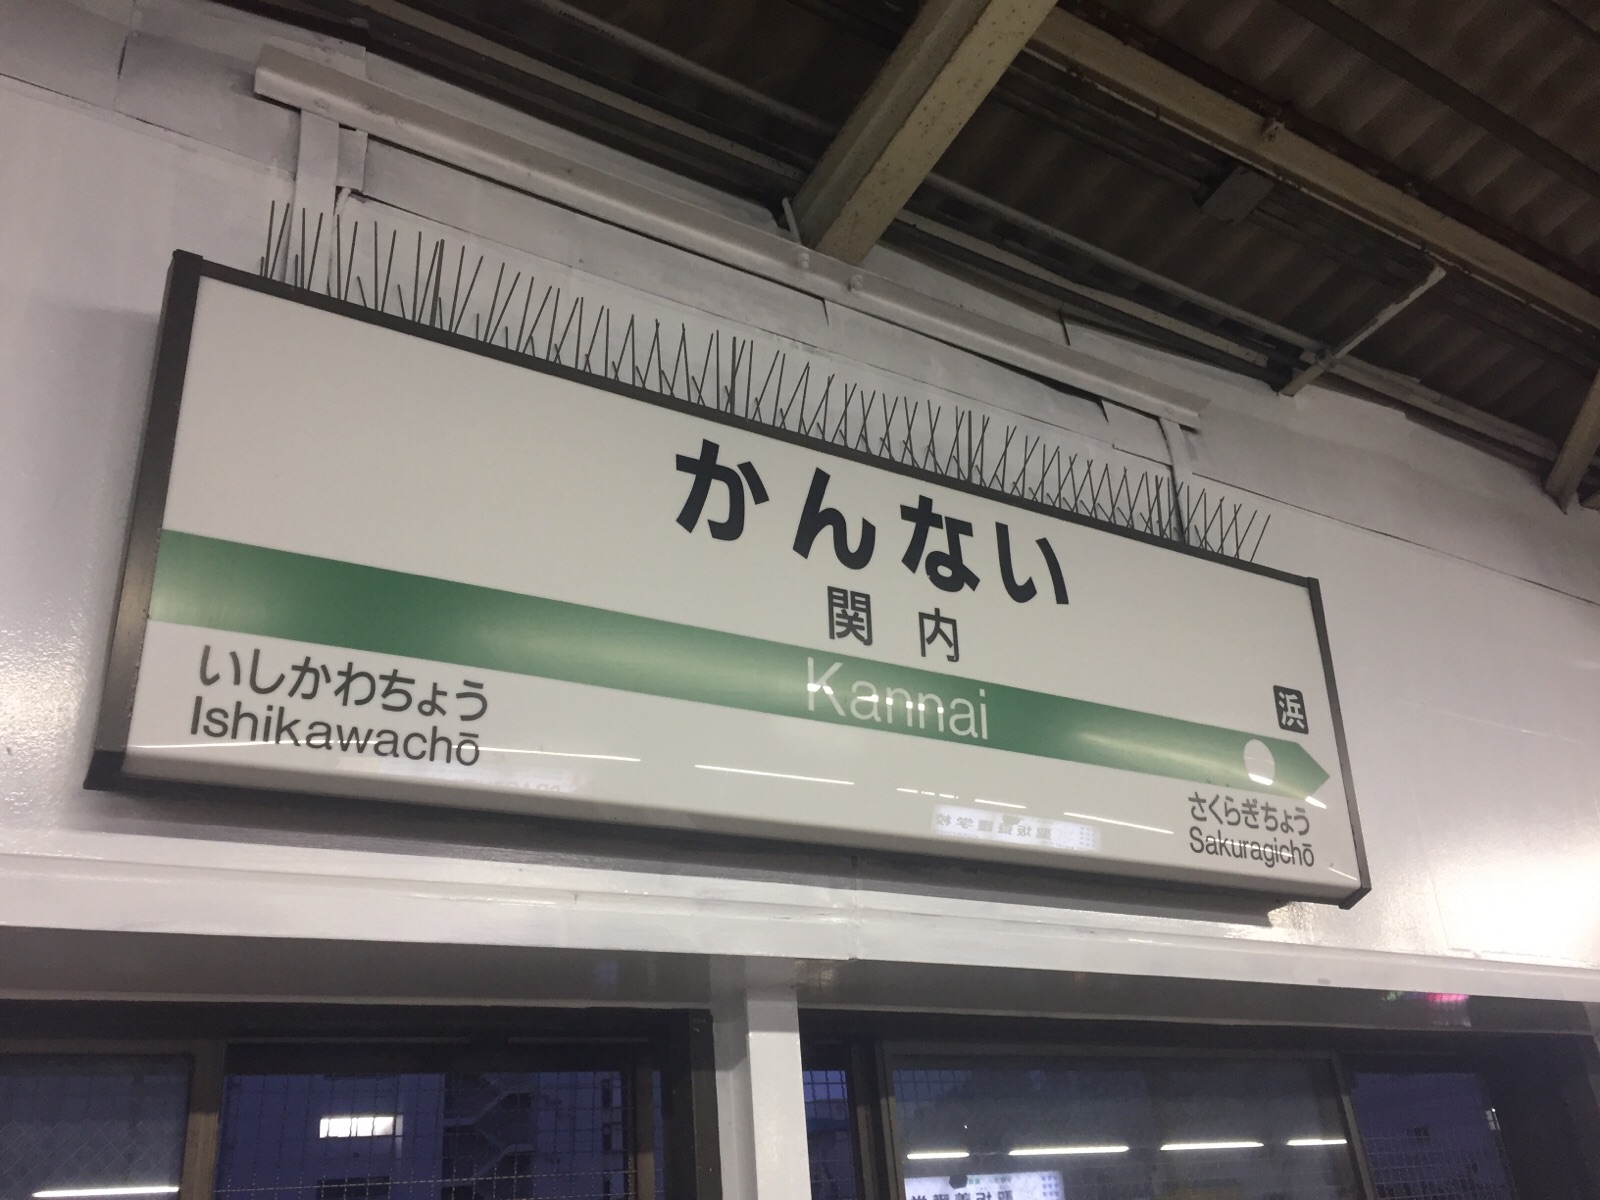 かんない
関内
Kannai
いしかわちょう
Ishikawachō
浜
さくらぎちょう
Sakuragichō